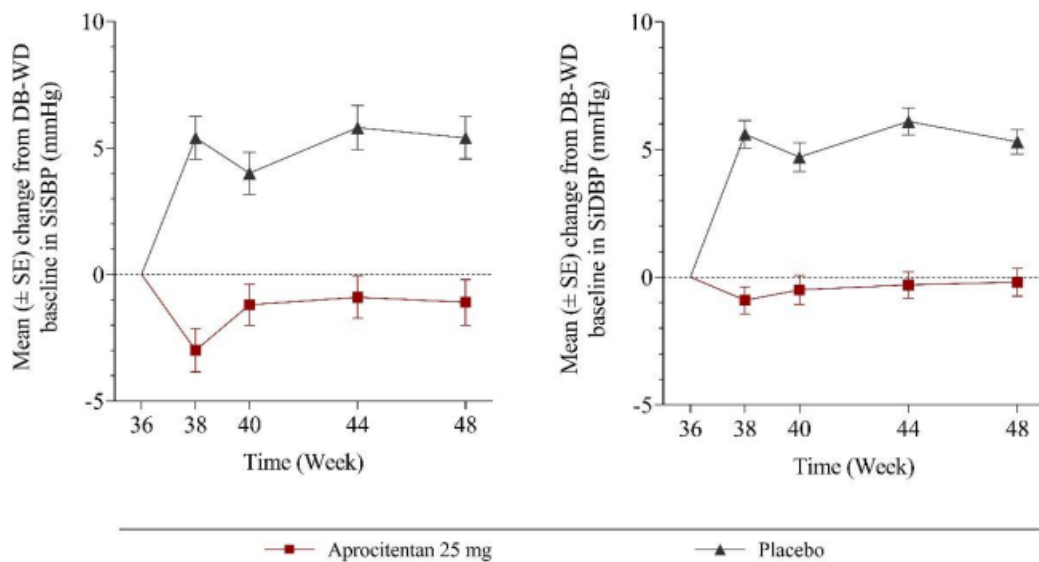 Mean (± SE) change from DB-WD
baseline in SiSBP (mmHg)
10
5
0
-5
36 38 40 44 48
Time (Week)
Mean (± SE) change from DB-WD
baseline in SiDBP (mmHg)
10
5
0
-5
36 38 40 44 48
Time (Week)
Aprocitentan 25 mg
Placebo